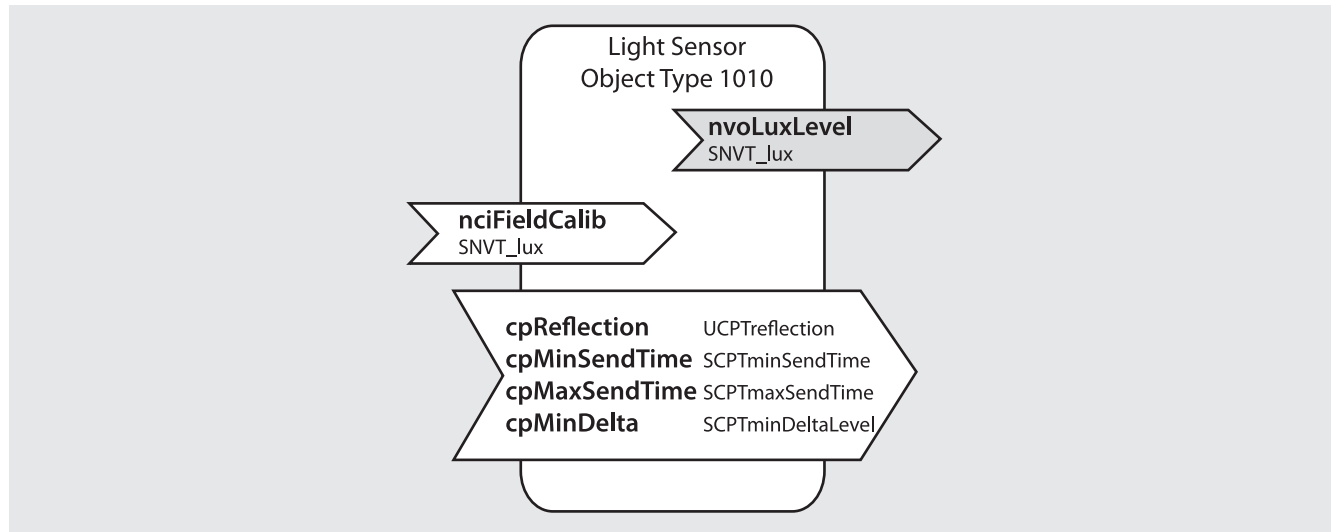 Light Sensor
Object Type 1010
nvoLuxLevel
SNVT_lux
nciFieldCalib
SNVT_lux
cpReflection UCPTreflection
cpMinSendTime SCPTminSendTime
cpMaxSendTime SCPTmaxSendTime
cpMinDelta SCPTminDeltaLevel